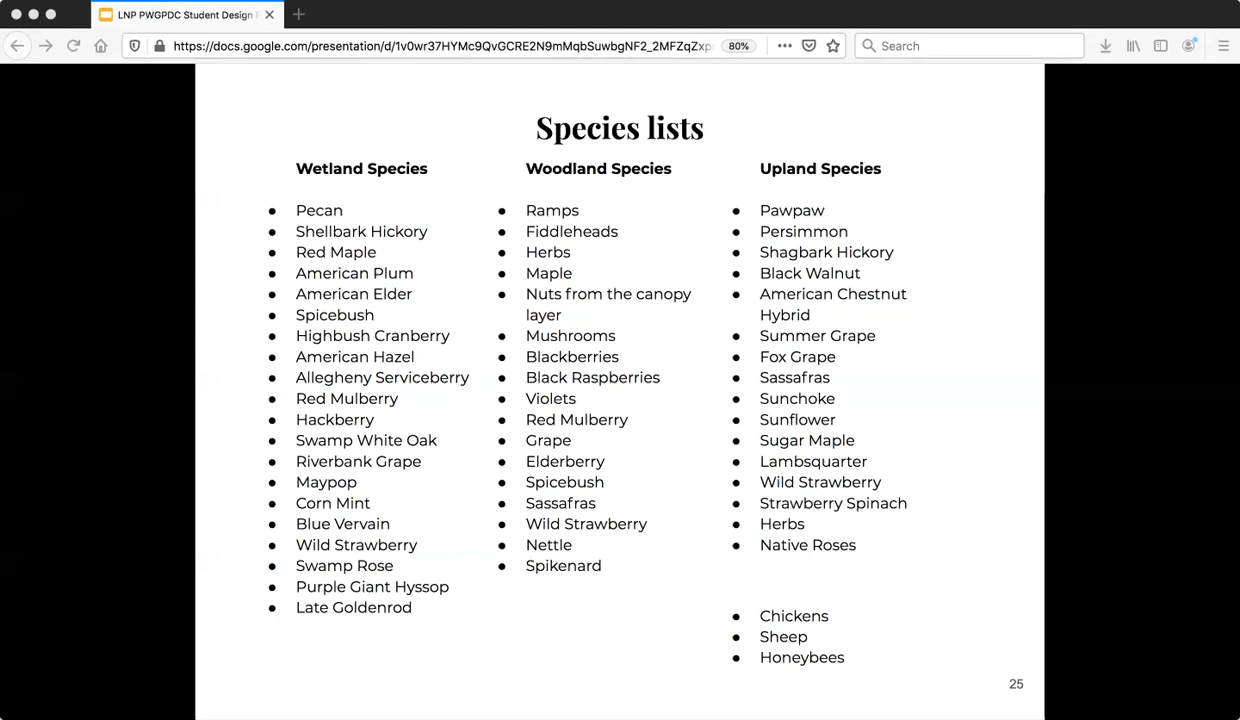 LNP PWGPDC Student Design
https://docs.google.com/presentation/d/1v0wr37HYMc9QvGCRE2N9mMqbSuwbgNF2_2MFZqZxp
80%
Search
Species lists
Wetland Species
Pecan
Shellbark Hickory
Red Maple
American Plum
American Elder
Spicebush
Highbush Cranberry
American Hazel
Allegheny Serviceberry
Red Mulberry
Hackberry
Swamp White Oak
Riverbank Grape
Maypop
Corn Mint
Blue Vervain
Wild Strawberry
Swamp Rose
Purple Giant Hyssop
Late Goldenrod
Woodland Species
Ramps
Fiddleheads
Herbs
Maple
Nuts from the canopy
layer
Mushrooms
Blackberries
Black Raspberries
Violets
Red Mulberry
Grape
Elderberry
Spicebush
Sassafras
Wild Strawberry
Nettle
Spikenard
Upland Species
Pawpaw
Persimmon
Shagbark Hickory
Black Walnut
American Chestnut
Hybrid
Summer Grape
Fox Grape
Sassafras
Sunchoke
Sunflower
Sugar Maple
Lambsquarter
Wild Strawberry
Strawberry Spinach
Herbs
Native Roses
Chickens
Sheep
Honeybees
25